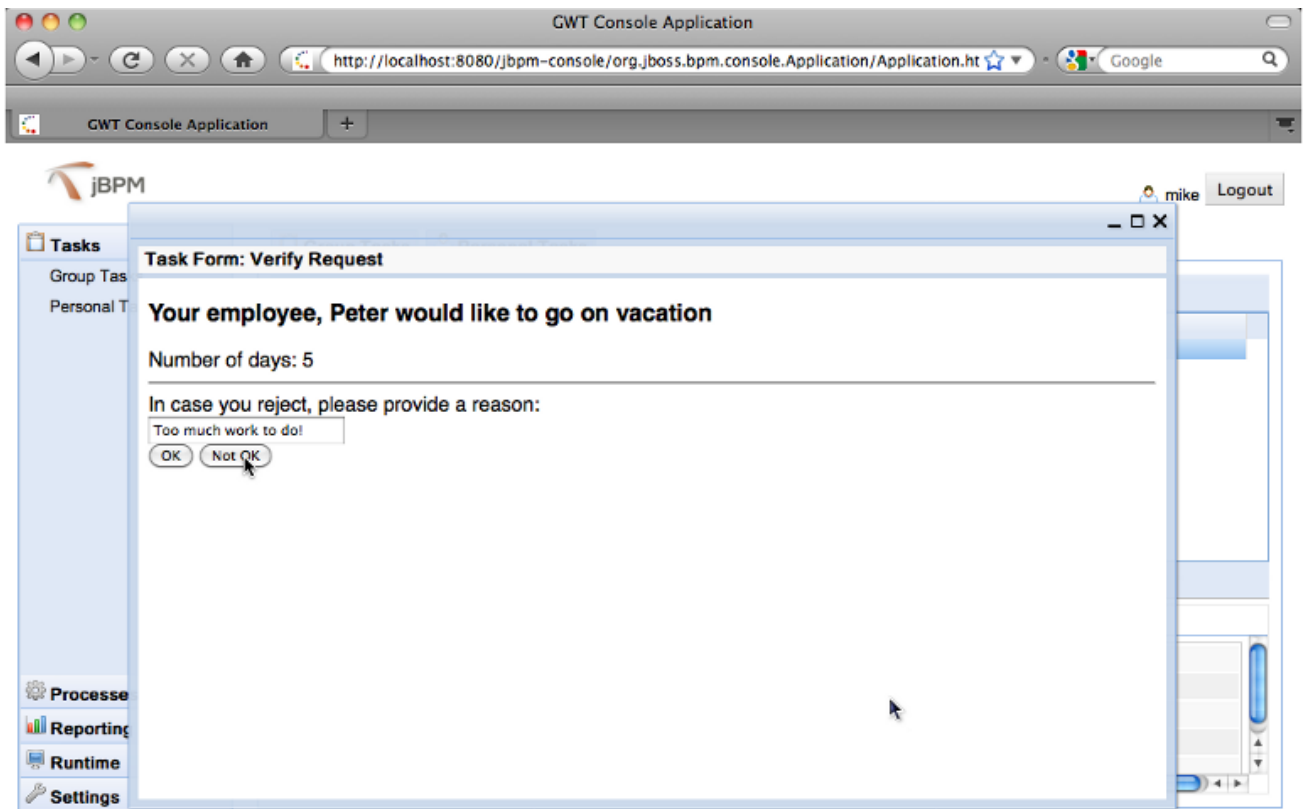 GWT Console Application
http://localhost:8080/jbpm-console/org.jboss.bpm.console.Application/Application.ht
Google
GWT Console Application
+
jBPM
mike Logout
Tasks
Task Form: Verify Request
Group Tas
Personal T
Your employee, Peter would like to go on vacation
Number of days: 5
In case you reject, please provide a reason:
Too much work to do!
OK Not OK
Processe
Reporting
Runtime
Settings